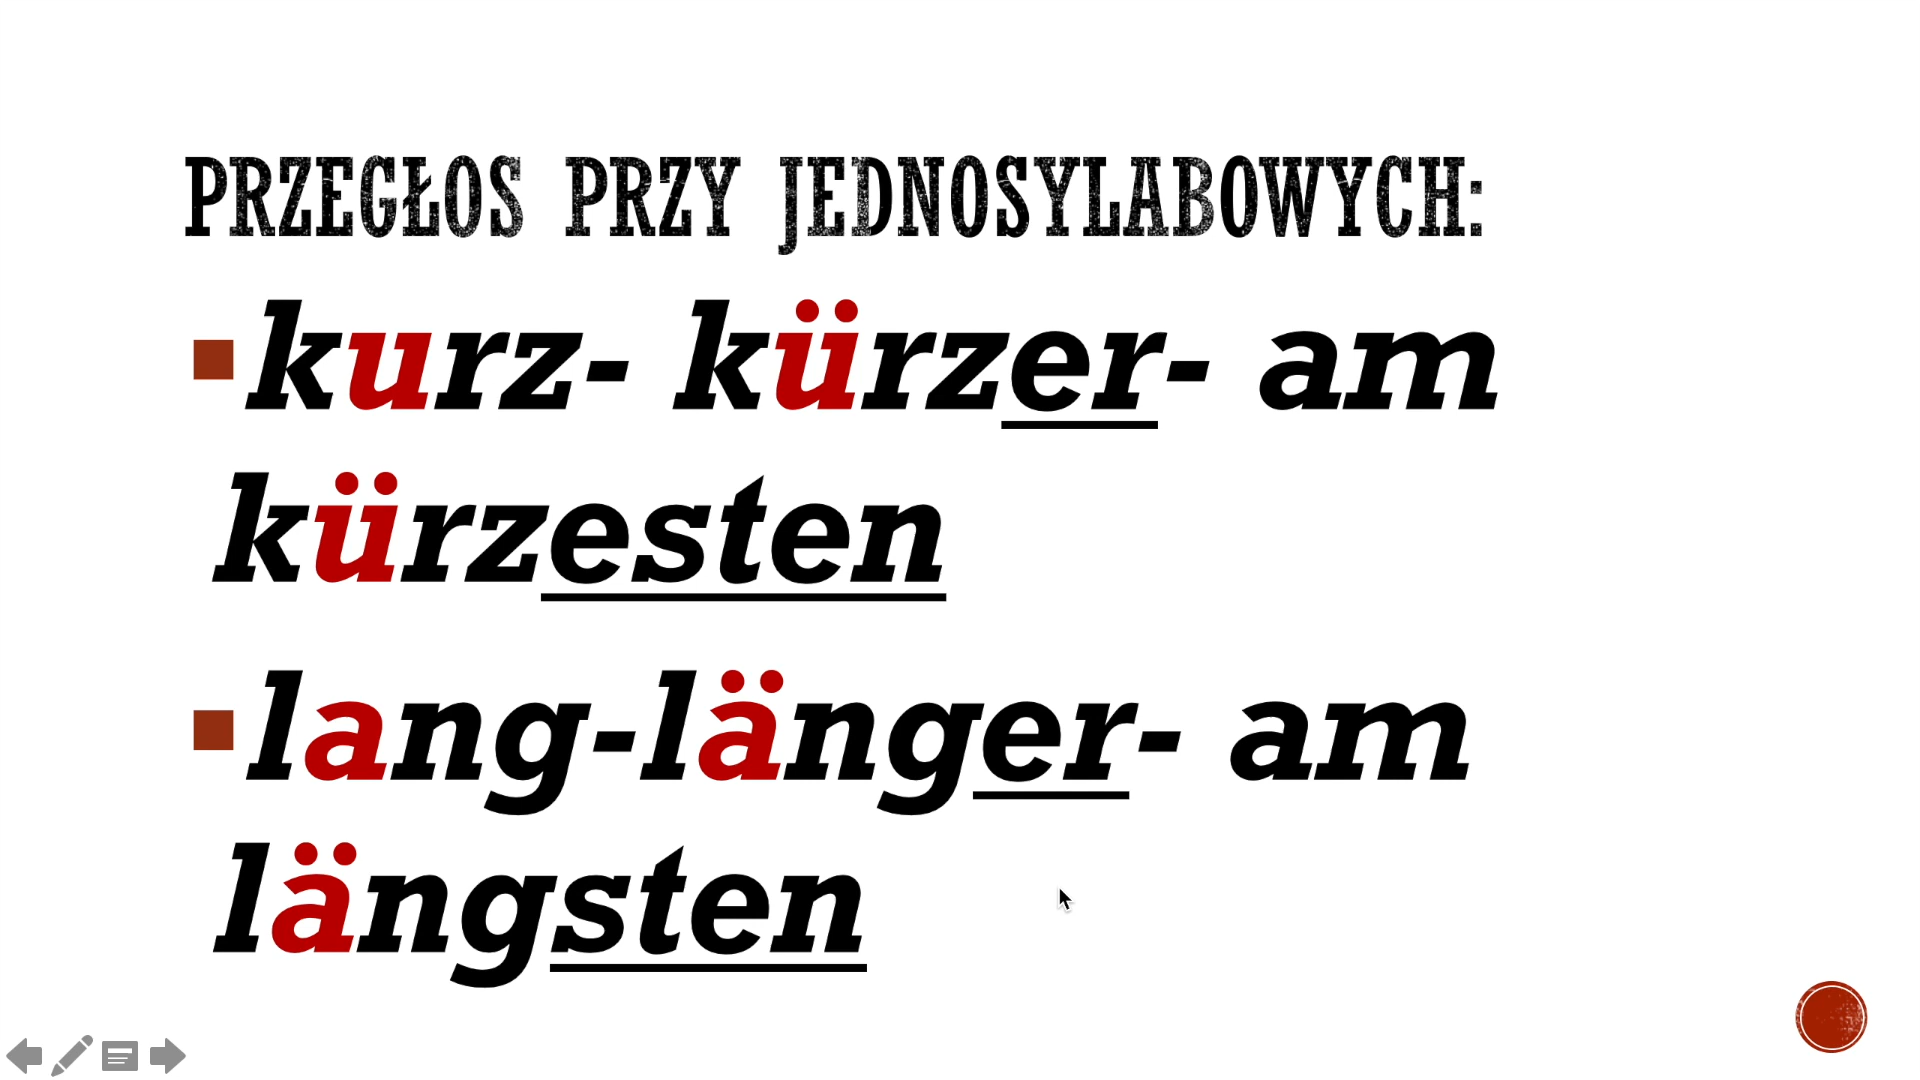 PRZEGŁOS PRZY JEDNOSYLABOWYCH:
kurz- kürzer- am
kürzesten
lang-länger- am
längsten